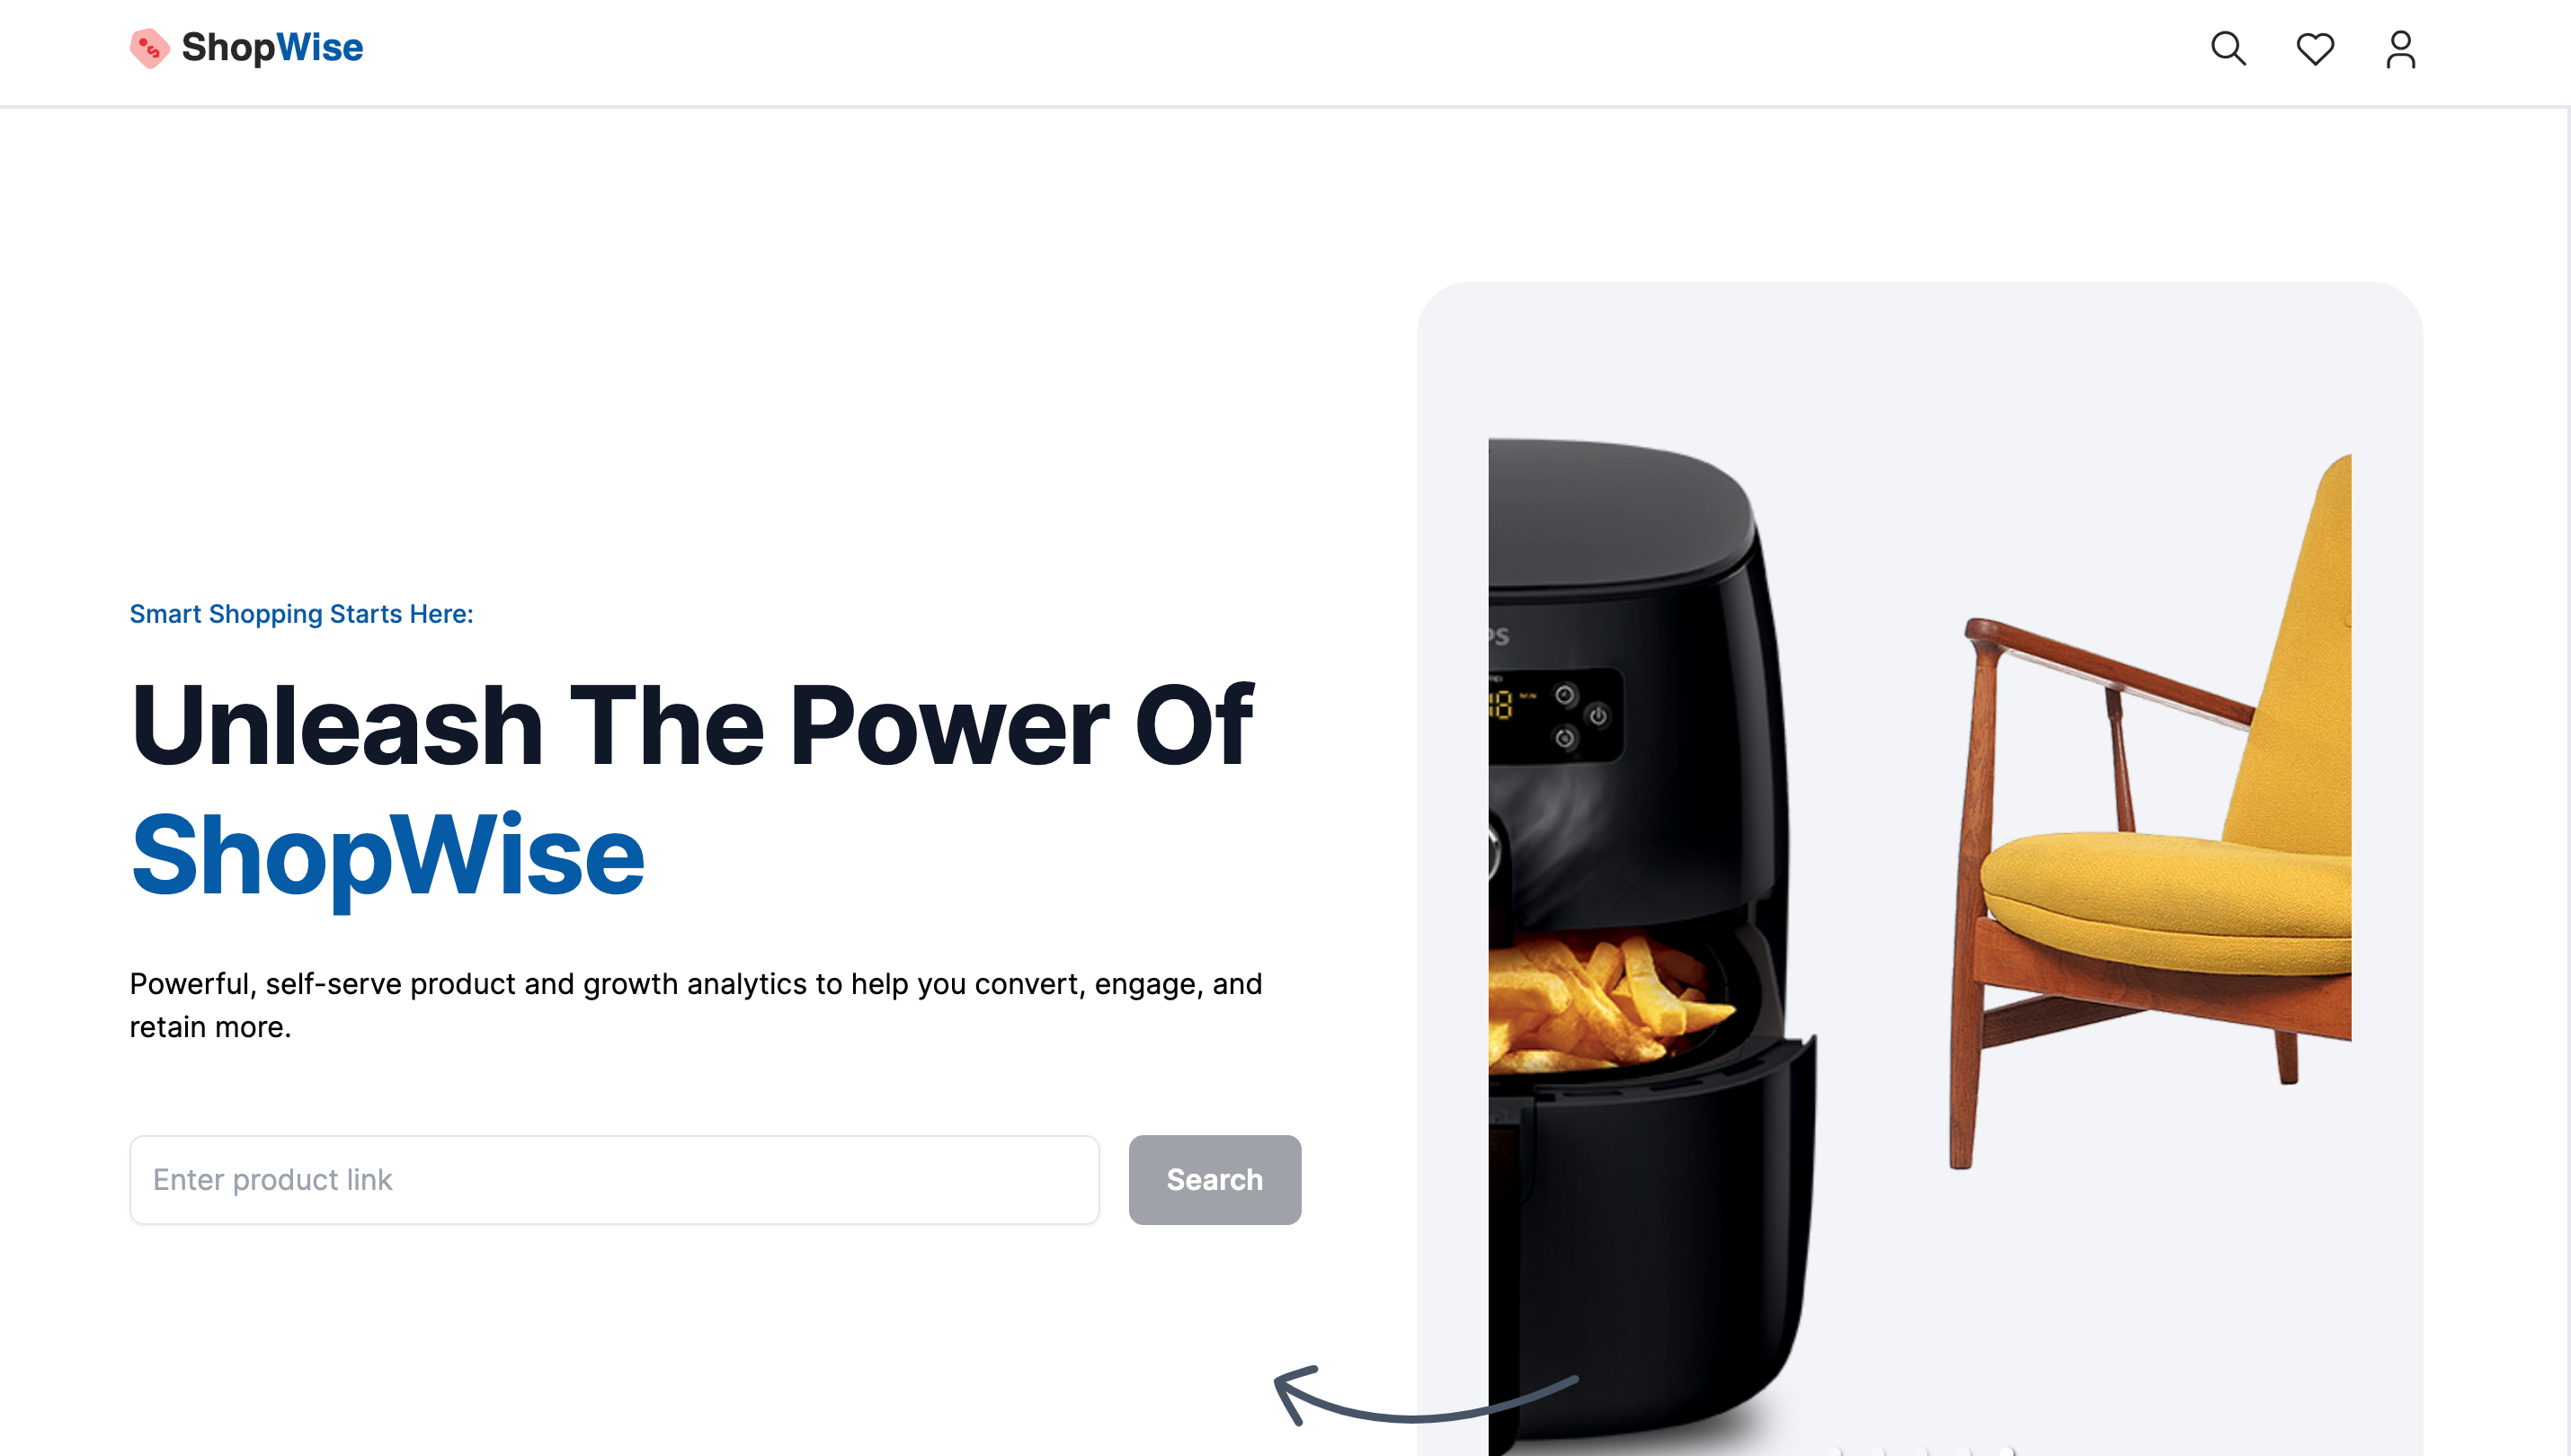 ShopWise
Smart Shopping Starts Here:
Unleash The Power Of
ShopWise
Powerful, self-serve product and growth analytics to help you convert, engage, and
retain more.
Enter product link
Search